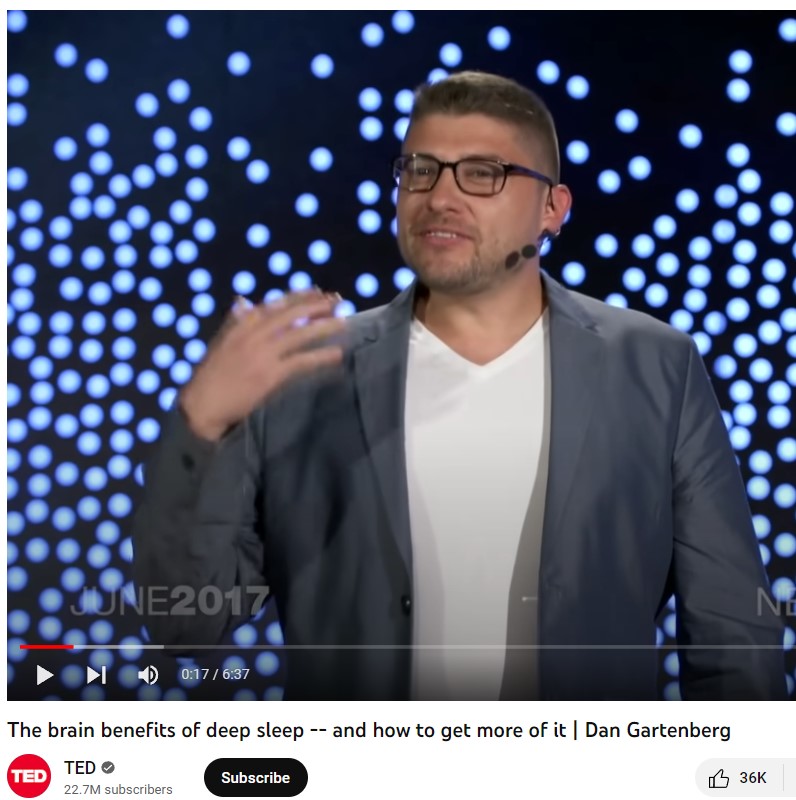 JUNE2017
NE
0:17 / 6:37
The brain benefits of deep sleep -- and how to get more of it | Dan Gartenberg
TED
TED
22.7M subscribers
Subscribe
36K